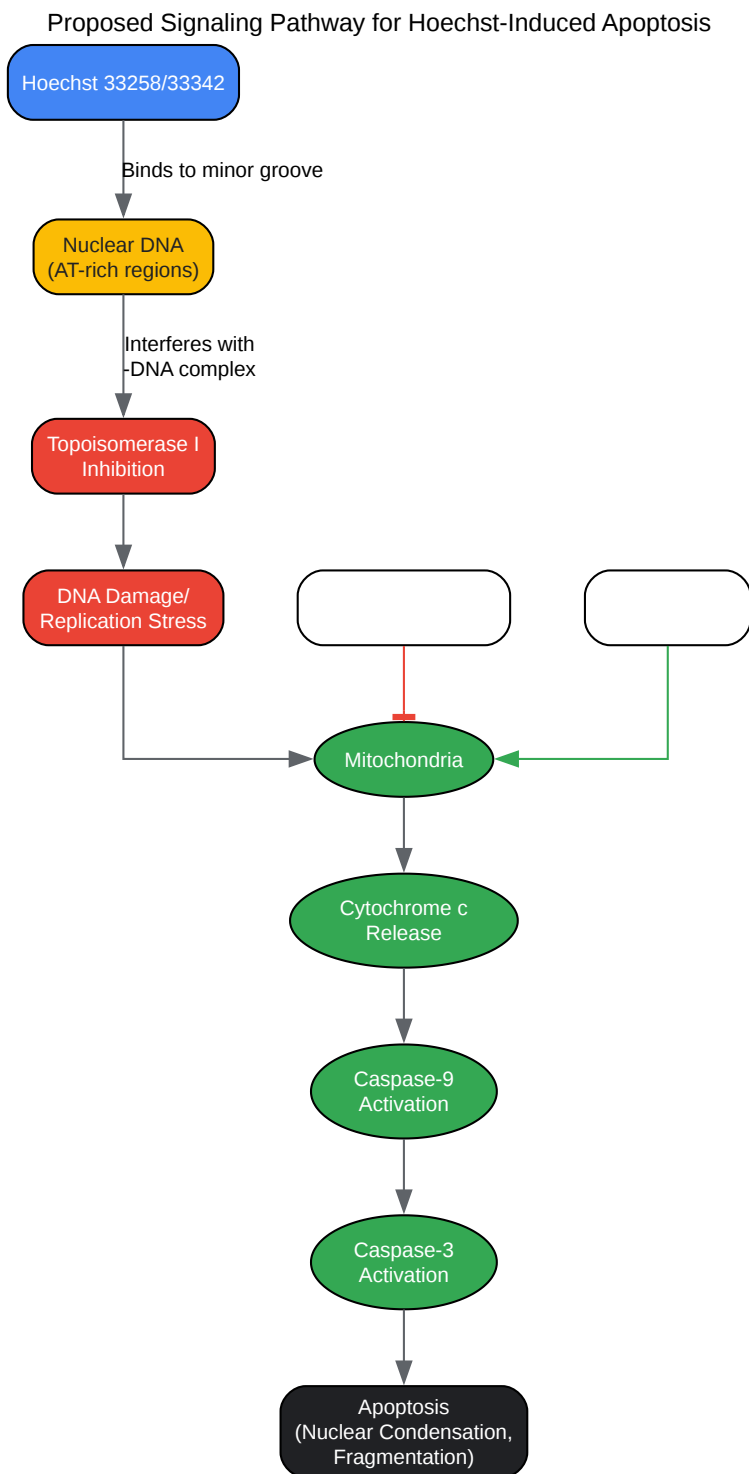 Proposed Signaling Pathway for Hoechst-Induced Apoptosis
Hoechst 33258/33342
Binds to minor groove
Nuclear DNA
(AT-rich regions)
Interferes with
-DNA complex
Topoisomerase I
Inhibition
DNA Damage/
Replication Stress
Mitochondria
Cytochrome c
Release
Caspase-9
Activation
Caspase-3
Activation
Apoptosis
(Nuclear Condensation,
Fragmentation)